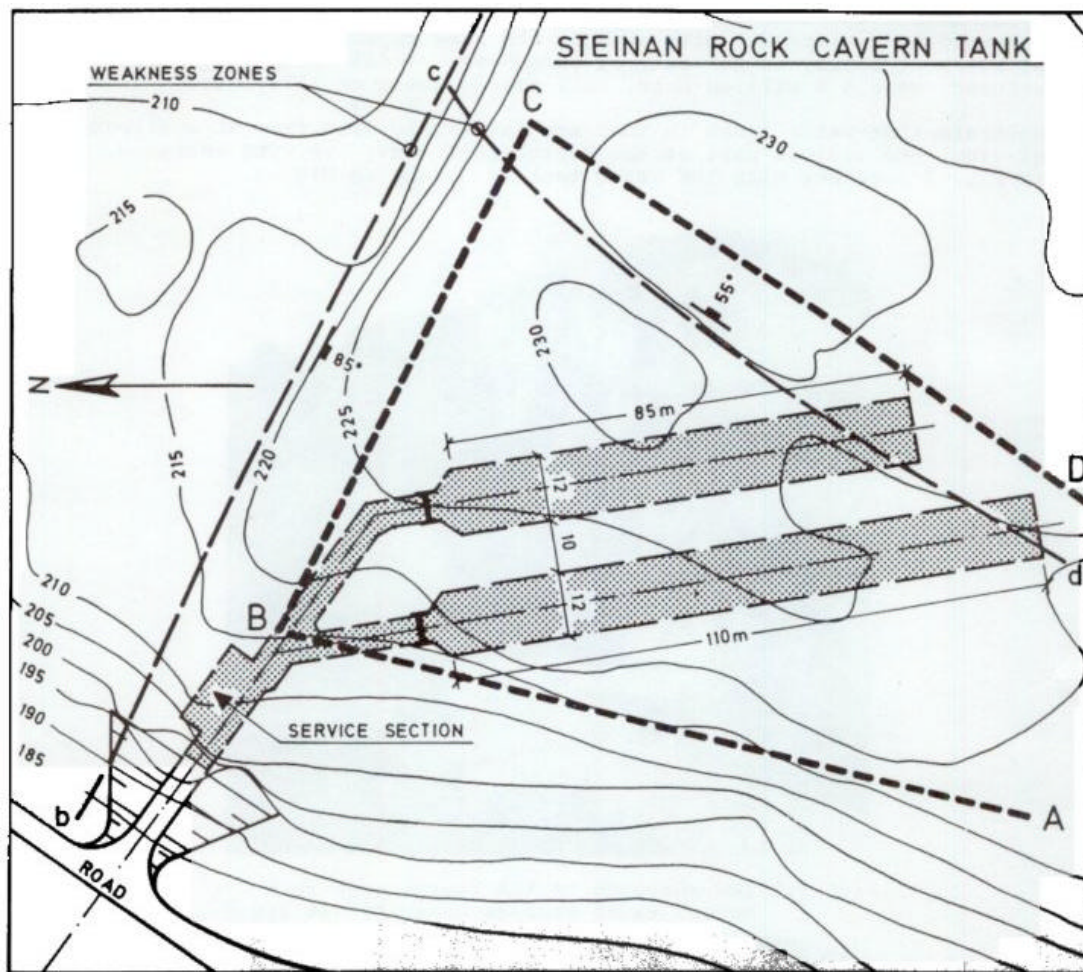 STEINAN ROCK CAVERN TANK
WEAKNESS ZONES
c
C
210
230
215
55°
230
N
85°
225
85 m
215
220
D
12
10
12
d
210
B
205
110m
200
195
SERVICE SECTION
190
185
A
b
ROAD